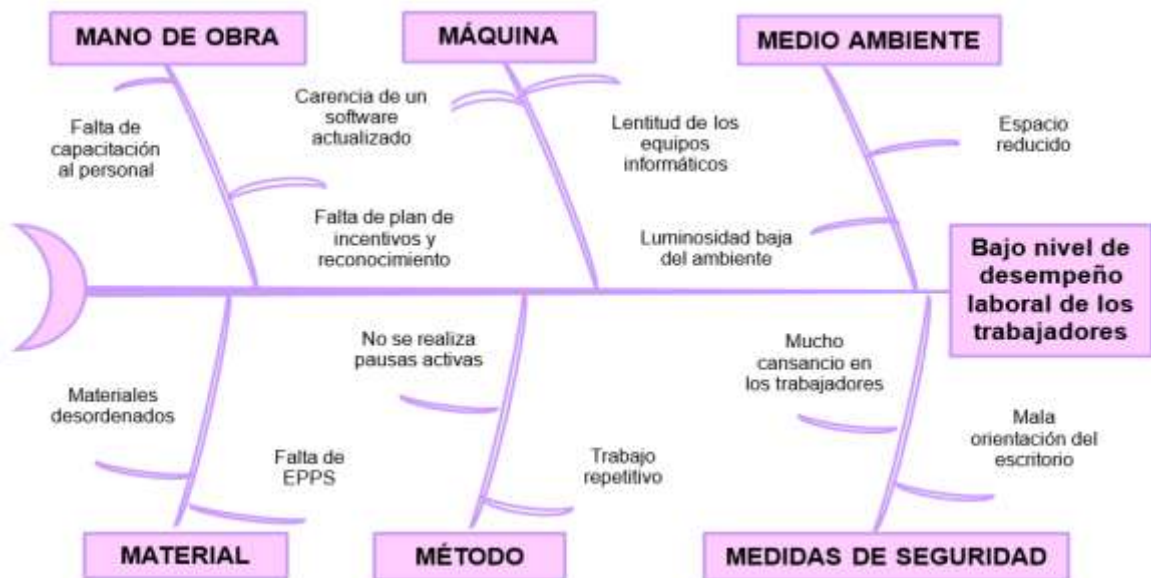 MANO DE OBRA
MÁQUINA
MEDIO AMBIENTE
Falta de
capacitación
al personal
Falta de plan de
incentivos y
reconocimiento
Carencia de un
software
actualizado
Lentitud de los
equipos
informáticos
Espacio
reducido
Luminosidad baja
del ambiente
Bajo nivel de
desempeño
laboral de los
trabajadores
Materiales
desordenados
Falta de
EPPS
No se realiza
pausas activas
Trabajo
repetitivo
Mucho
cansancio en
los trabajadores
Mala
orientación del
escritorio
MATERIAL
MÉTODO
MEDIDAS DE SEGURIDAD